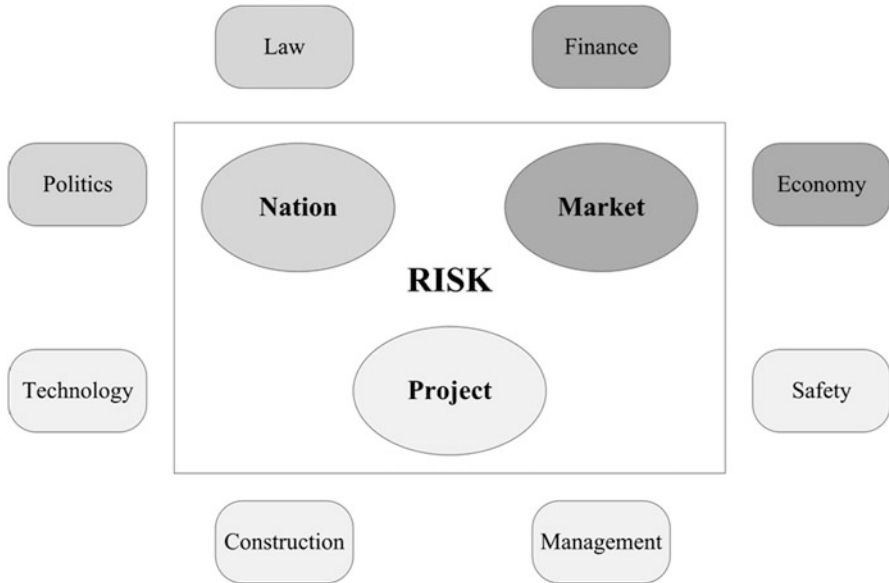 Law
Finance
Politics
Economy
Nation
Market
RISK
Technology
Project
Safety
Construction
Management